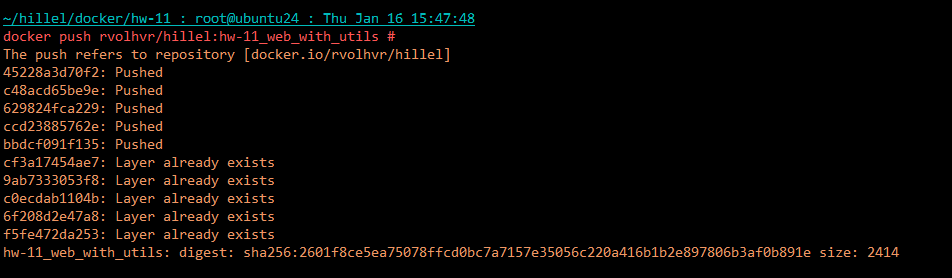 ~/hillel/docker/hw-11 : root@ubuntu24 : Thu Jan 16 15:47:48
docker push rvolhvr/hillel:hw-11_web_with_utils #
The push refers to repository [docker.io/rvolhvr/hillel]
45228a3d70f2: Pushed
c48acd65be9e: Pushed
629824fca229: Pushed
ccd23885762e: Pushed
bbdcf091f135: Pushed
cf3a17454ae7: Layer already exists
9ab7333053f8: Layer already exists
c0ecdab1104b: Layer already exists
6f208d2e47a8: Layer already exists
f5fe472da253: Layer already exists
hw-11_web_with_utils: digest: sha256:2601f8ce5ea75078ffcd0bc7a7157e35056c220a416b1b2e897806b3af0b891e size: 2414